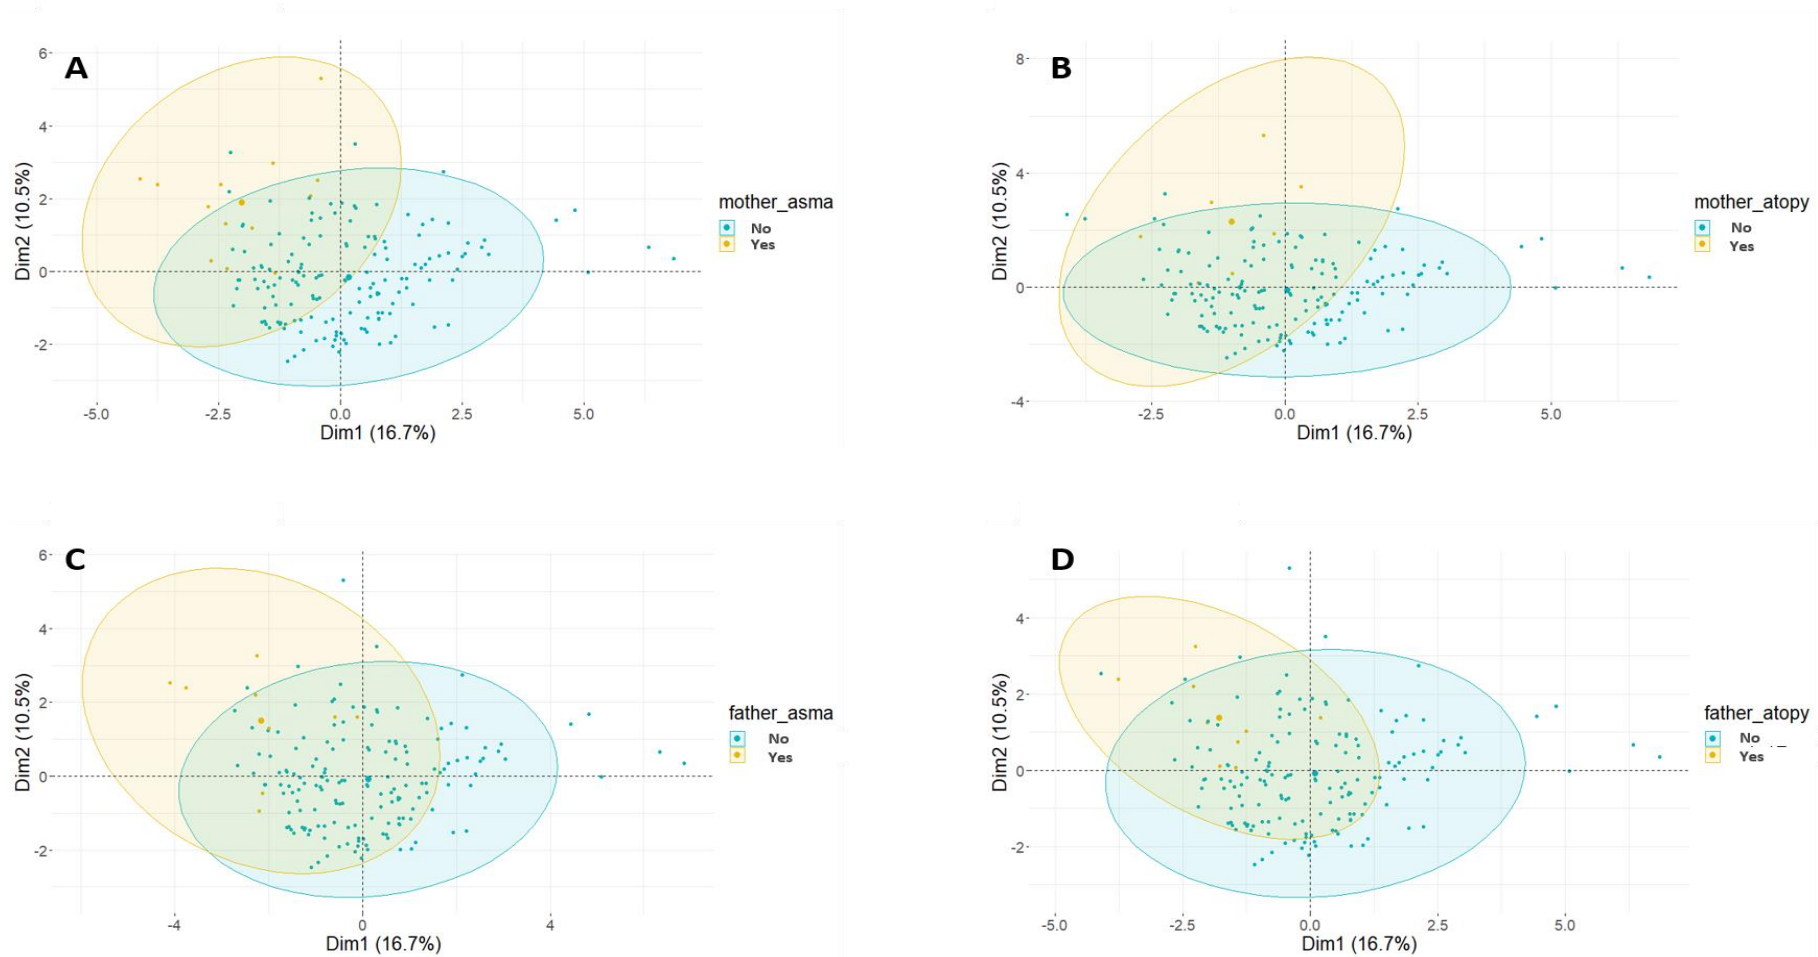 A
6
4
2
0
-2
Dim2 (10.5%)
-5.0 -2.5 0.0 2.5 5.0
Dim1 (16.7%)
mother_asma
No
Yes
B
8
4
0
-4
Dim2 (10.5%)
-2.5 0.0 2.5 5.0
Dim1 (16.7%)
mother_atopy
No
Yes
C
6
4
2
0
-2
Dim2 (10.5%)
-4 0 4
Dim1 (16.7%)
father_asma
No
Yes
D
4
2
0
-2
Dim2 (10.5%)
-5.0 -2.5 0.0 2.5 5.0
Dim1 (16.7%)
father_atopy
No
Yes